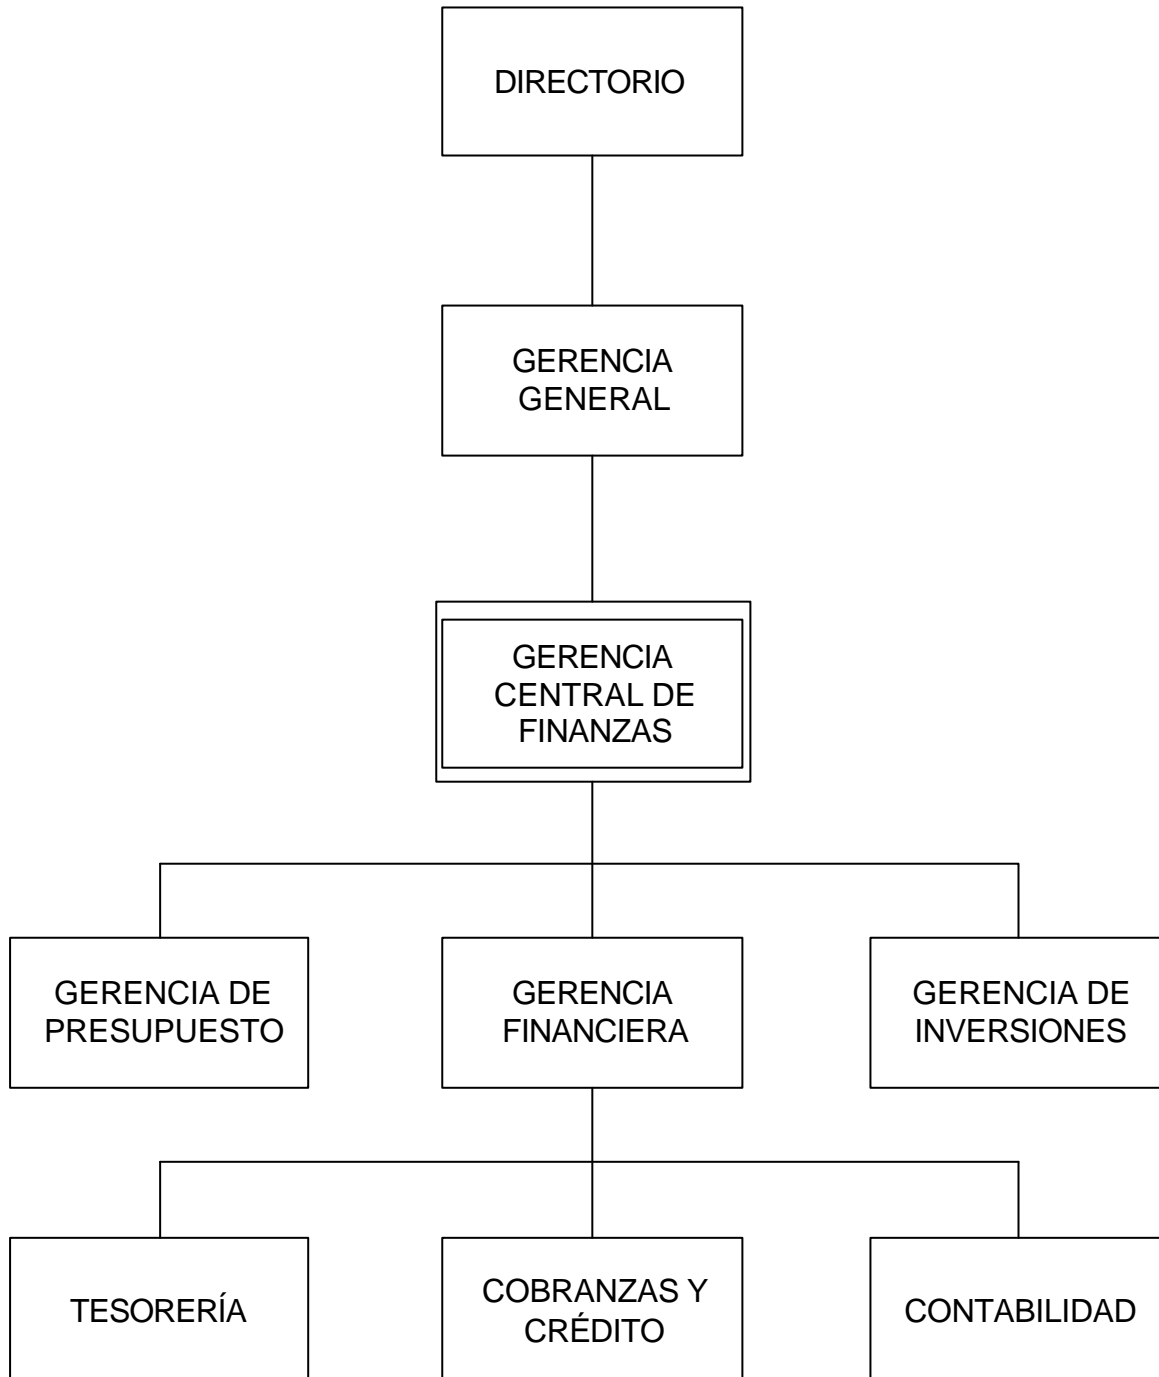 DIRECTORIO
GERENCIA
GENERAL
GERENCIA
CENTRAL DE
FINANZAS
GERENCIA DE
PRESUPUESTO
GERENCIA
FINANCIERA
GERENCIA DE
INVERSIONES
TESORERÍA
COBRANZAS Y
CRÉDITO
CONTABILIDAD